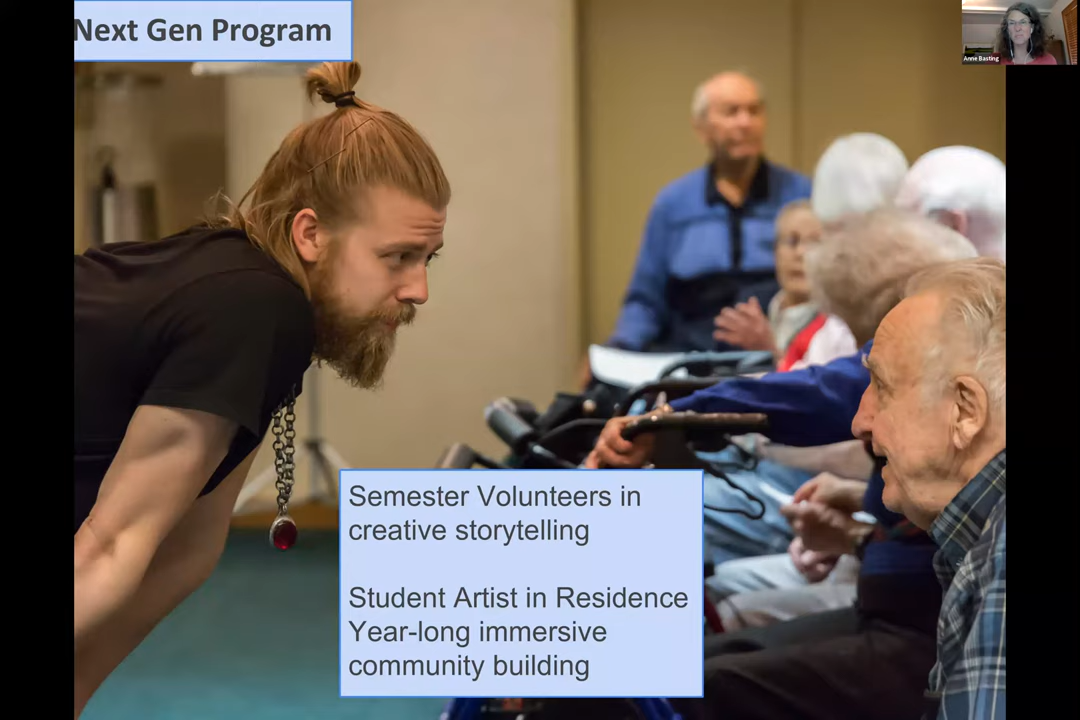 Next Gen Program
Anne Basting
Semester Volunteers in
creative storytelling
Student Artist in Residence
Year-long immersive
community building